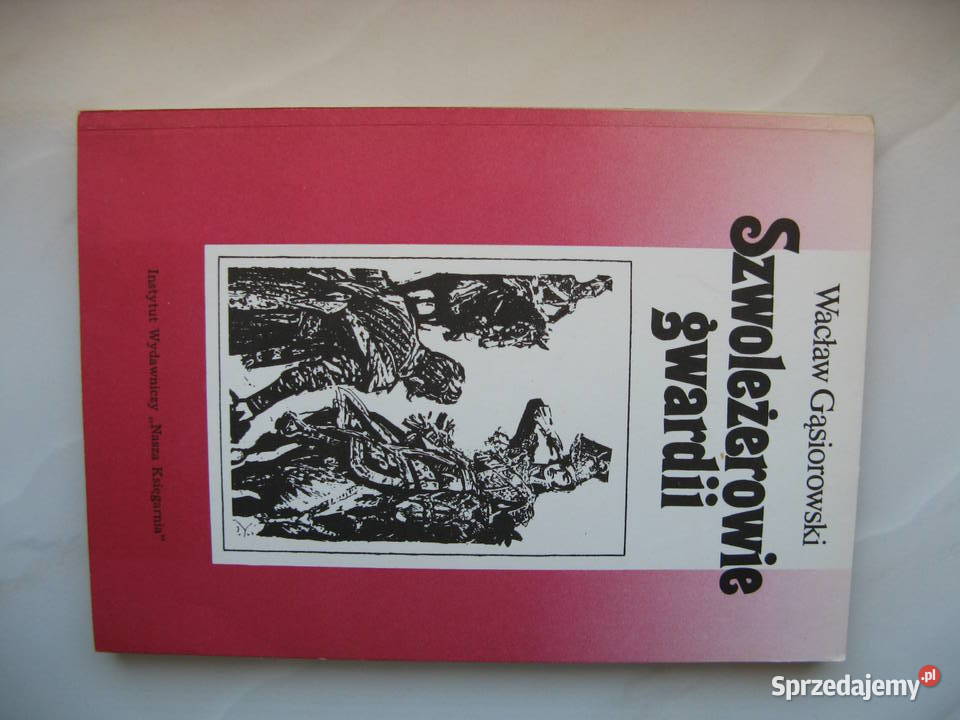 Wacław Gąsiorowski
Szwoleżerowie
gwardii
Instytut Wydawniczy „Nasza Księgarnia”
Sprzedajemy.pl